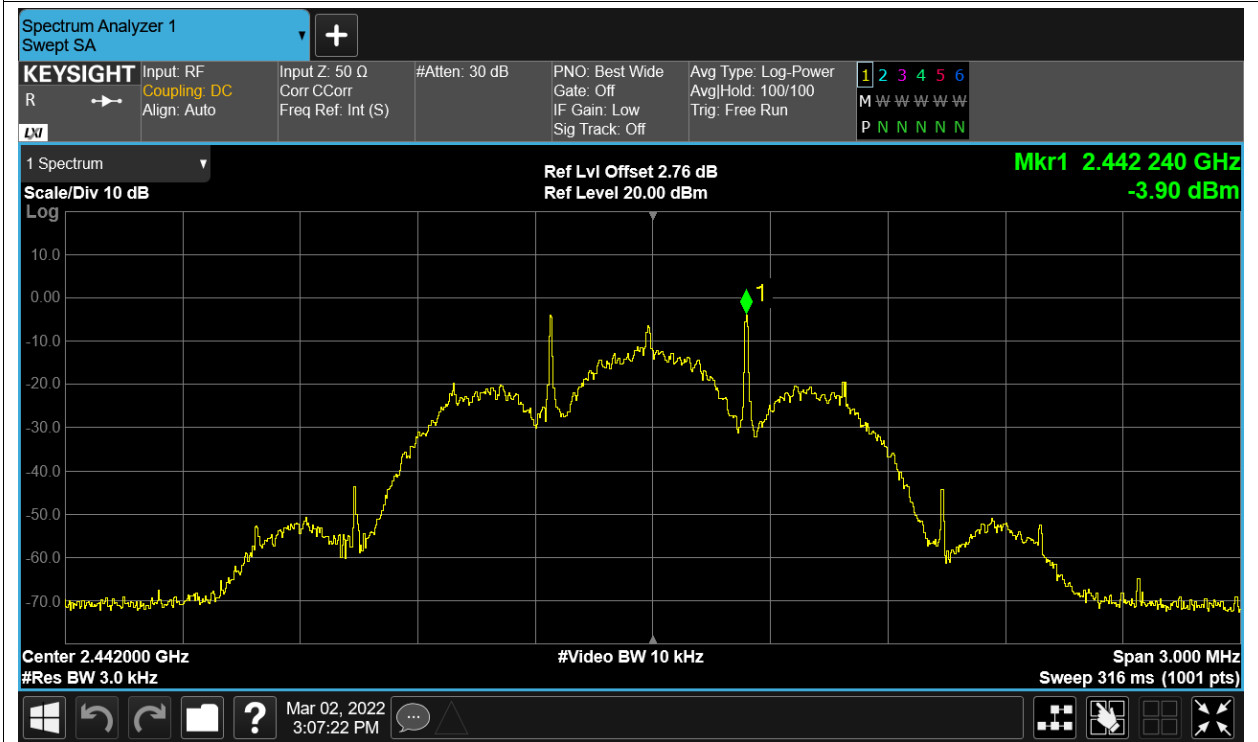 Spectrum Analyzer 1
Swept SA
KEYSIGHT
R
LXI
Input: RF
Coupling: DC
Align: Auto
Input Z: 50 Ω
Corr CCorr
Freq Ref: Int (S)
#Atten: 30 dB
PNO: Best Wide
Gate: Off
IF Gain: Low
Sig Track: Off
Avg Type: Log-Power
Avg|Hold: 100/100
Trig: Free Run
1 2 3 4 5 6
M W W W W W
P N N N N N
1 Spectrum
Scale/Div 10 dB
Log
Ref Lvl Offset 2.76 dB
Ref Level 20.00 dBm
Mkr1 2.442 240 GHz
-3.90 dBm
10.0
0.00
-10.0
-20.0
-30.0
-40.0
-50.0
-60.0
-70.0
1
Center 2.442000 GHz
#Res BW 3.0 kHz
#Video BW 10 kHz
Span 3.000 MHz
Sweep 316 ms (1001 pts)
?
Mar 02, 2022
3:07:22 PM